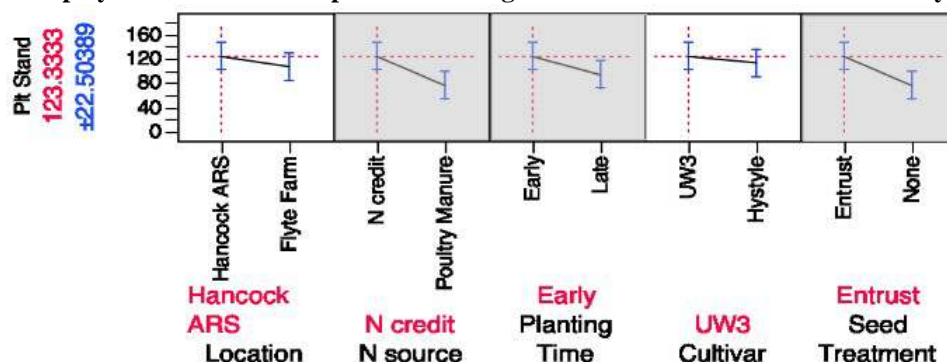 Plt Stand
123.3333
±22.50389
160
120
80
40
0
Hancock ARS
Flyte Farm
N credit
Poultry Manure
Early
Late
UW3
Hystyle
Entrust
None
Hancock
ARS
Location
N credit
N source
Early
Planting
Time
UW3
Cultivar
Entrust
Seed
Treatment